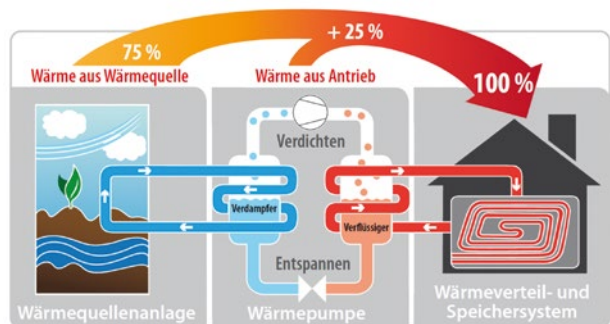 75 %
+ 25 %
100 %
Wärme aus Wärmequelle
Wärme aus Antrieb
Verdichten
Verdampfer
Verflüssiger
Entspannen
Wärmequellenanlage
Wärmepumpe
Wärmeverteil- und
Speichersystem